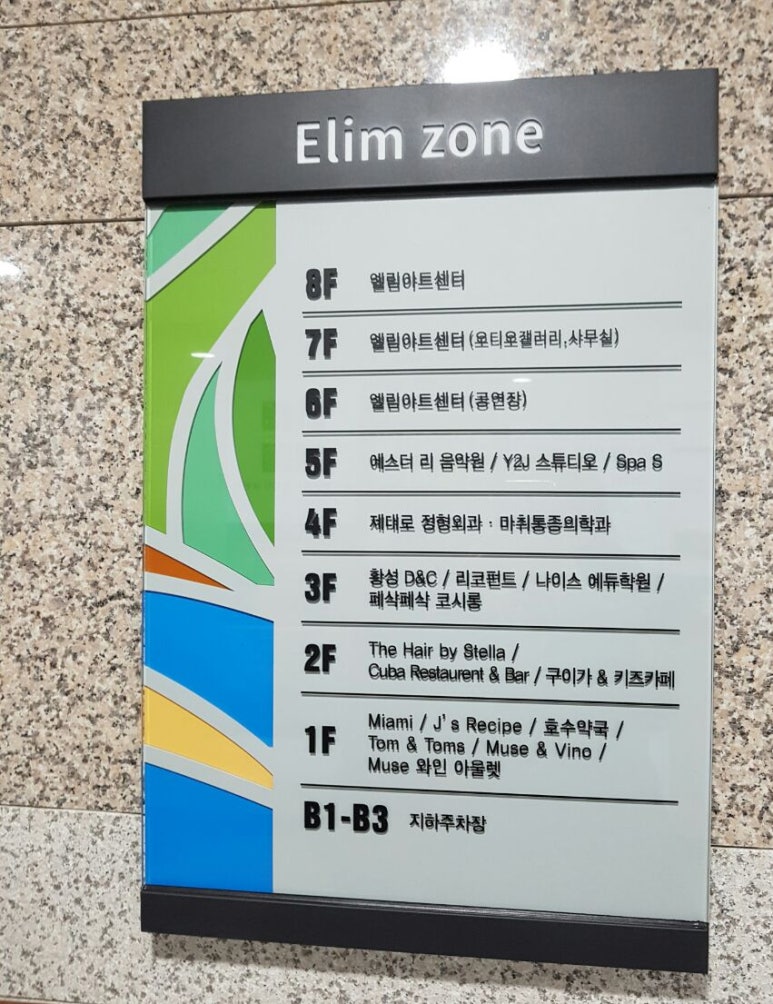 Elim zone
8F 엘림아트센터
7F 엘림아트센터 (오티오갤러리,사무실)
6F 엘림아트센터 (공연장)
5F 에스터 리 음악원 / Y2J 스튜디오 / Spa S
4F 제태로 정형외과 · 마취통증의학과
3F 황성 D&C / 리코펀트 / 나이스 에듀학원 /
폐삭폐삭 코시롱
2F The Hair by Stella /
Cuba Restaurent & Bar / 구이가 & 키즈카페
1F Miami / J's Recipe / 호수약국 /
Tom & Toms / Muse & Vino /
Muse 와인 아울렛
B1-B3 지하주차장